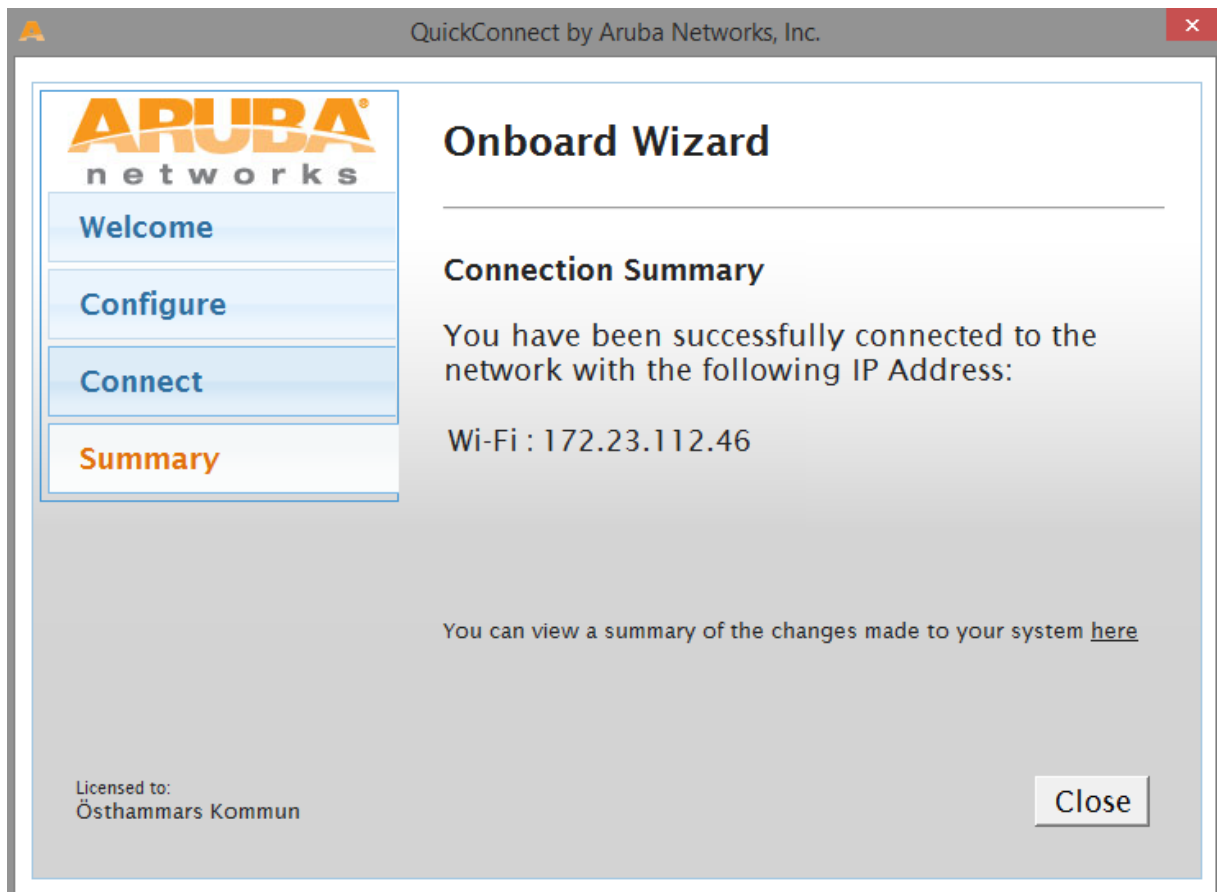 QuickConnect by Aruba Networks, Inc.
ARUBA®
networks
Welcome
Configure
Connect
Summary
Onboard Wizard
Connection Summary
You have been successfully connected to the
network with the following IP Address:
Wi-Fi : 172.23.112.46
You can view a summary of the changes made to your system here
Licensed to:
Östhammars Kommun
Close